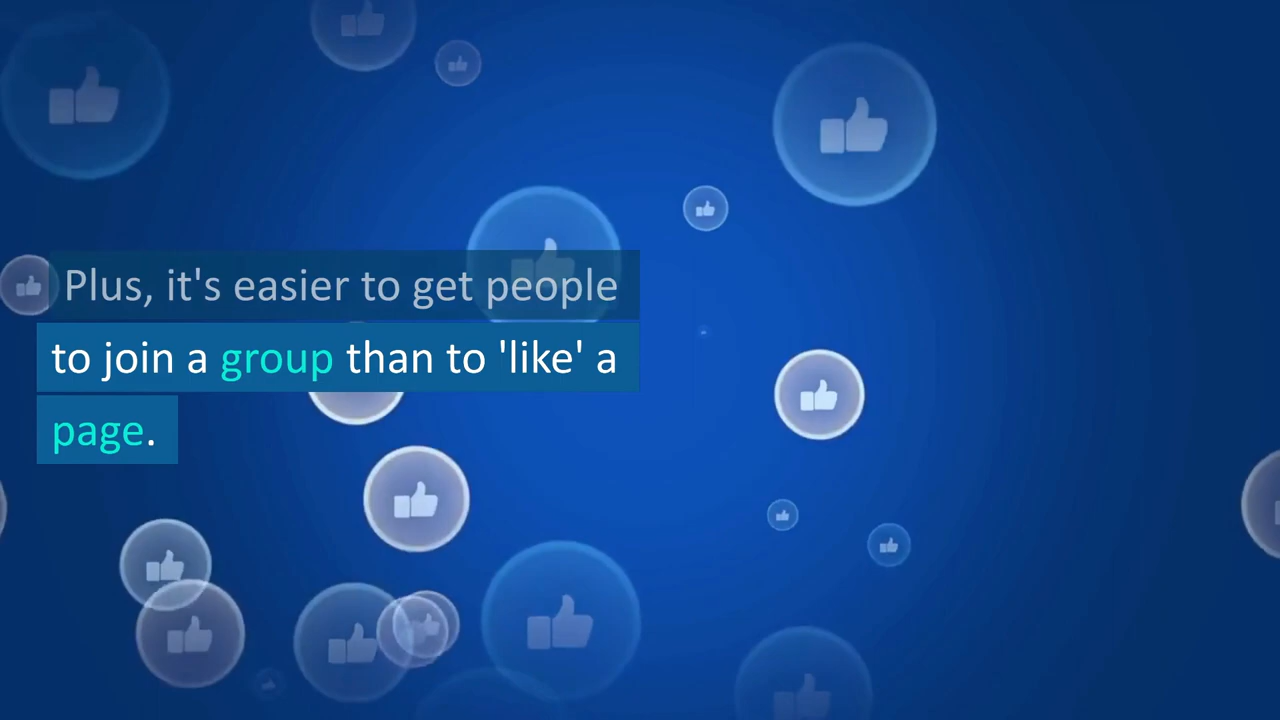 Plus, it's easier to get people
to join a group than to 'like' a
page.